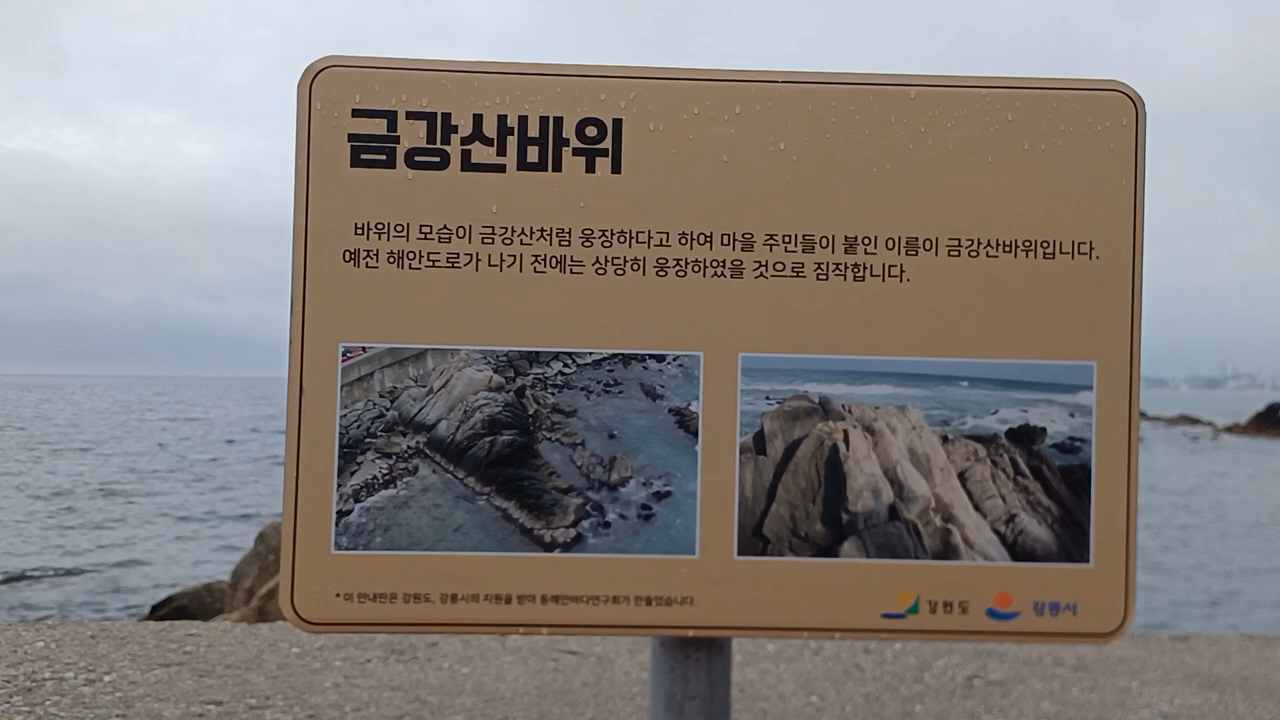 금강산바위
바위의 모습이 금강산처럼 웅장하다고 하여 마을 주민들이 붙인 이름이 금강산바위입니다.
예전 해안도로가 나기 전에는 상당히 웅장하였을 것으로 짐작합니다.
* 이 안내판은 강원도, 강릉시의 지원을 받아 동해안바다연구회가 만들었습니다.
강원도 강릉시